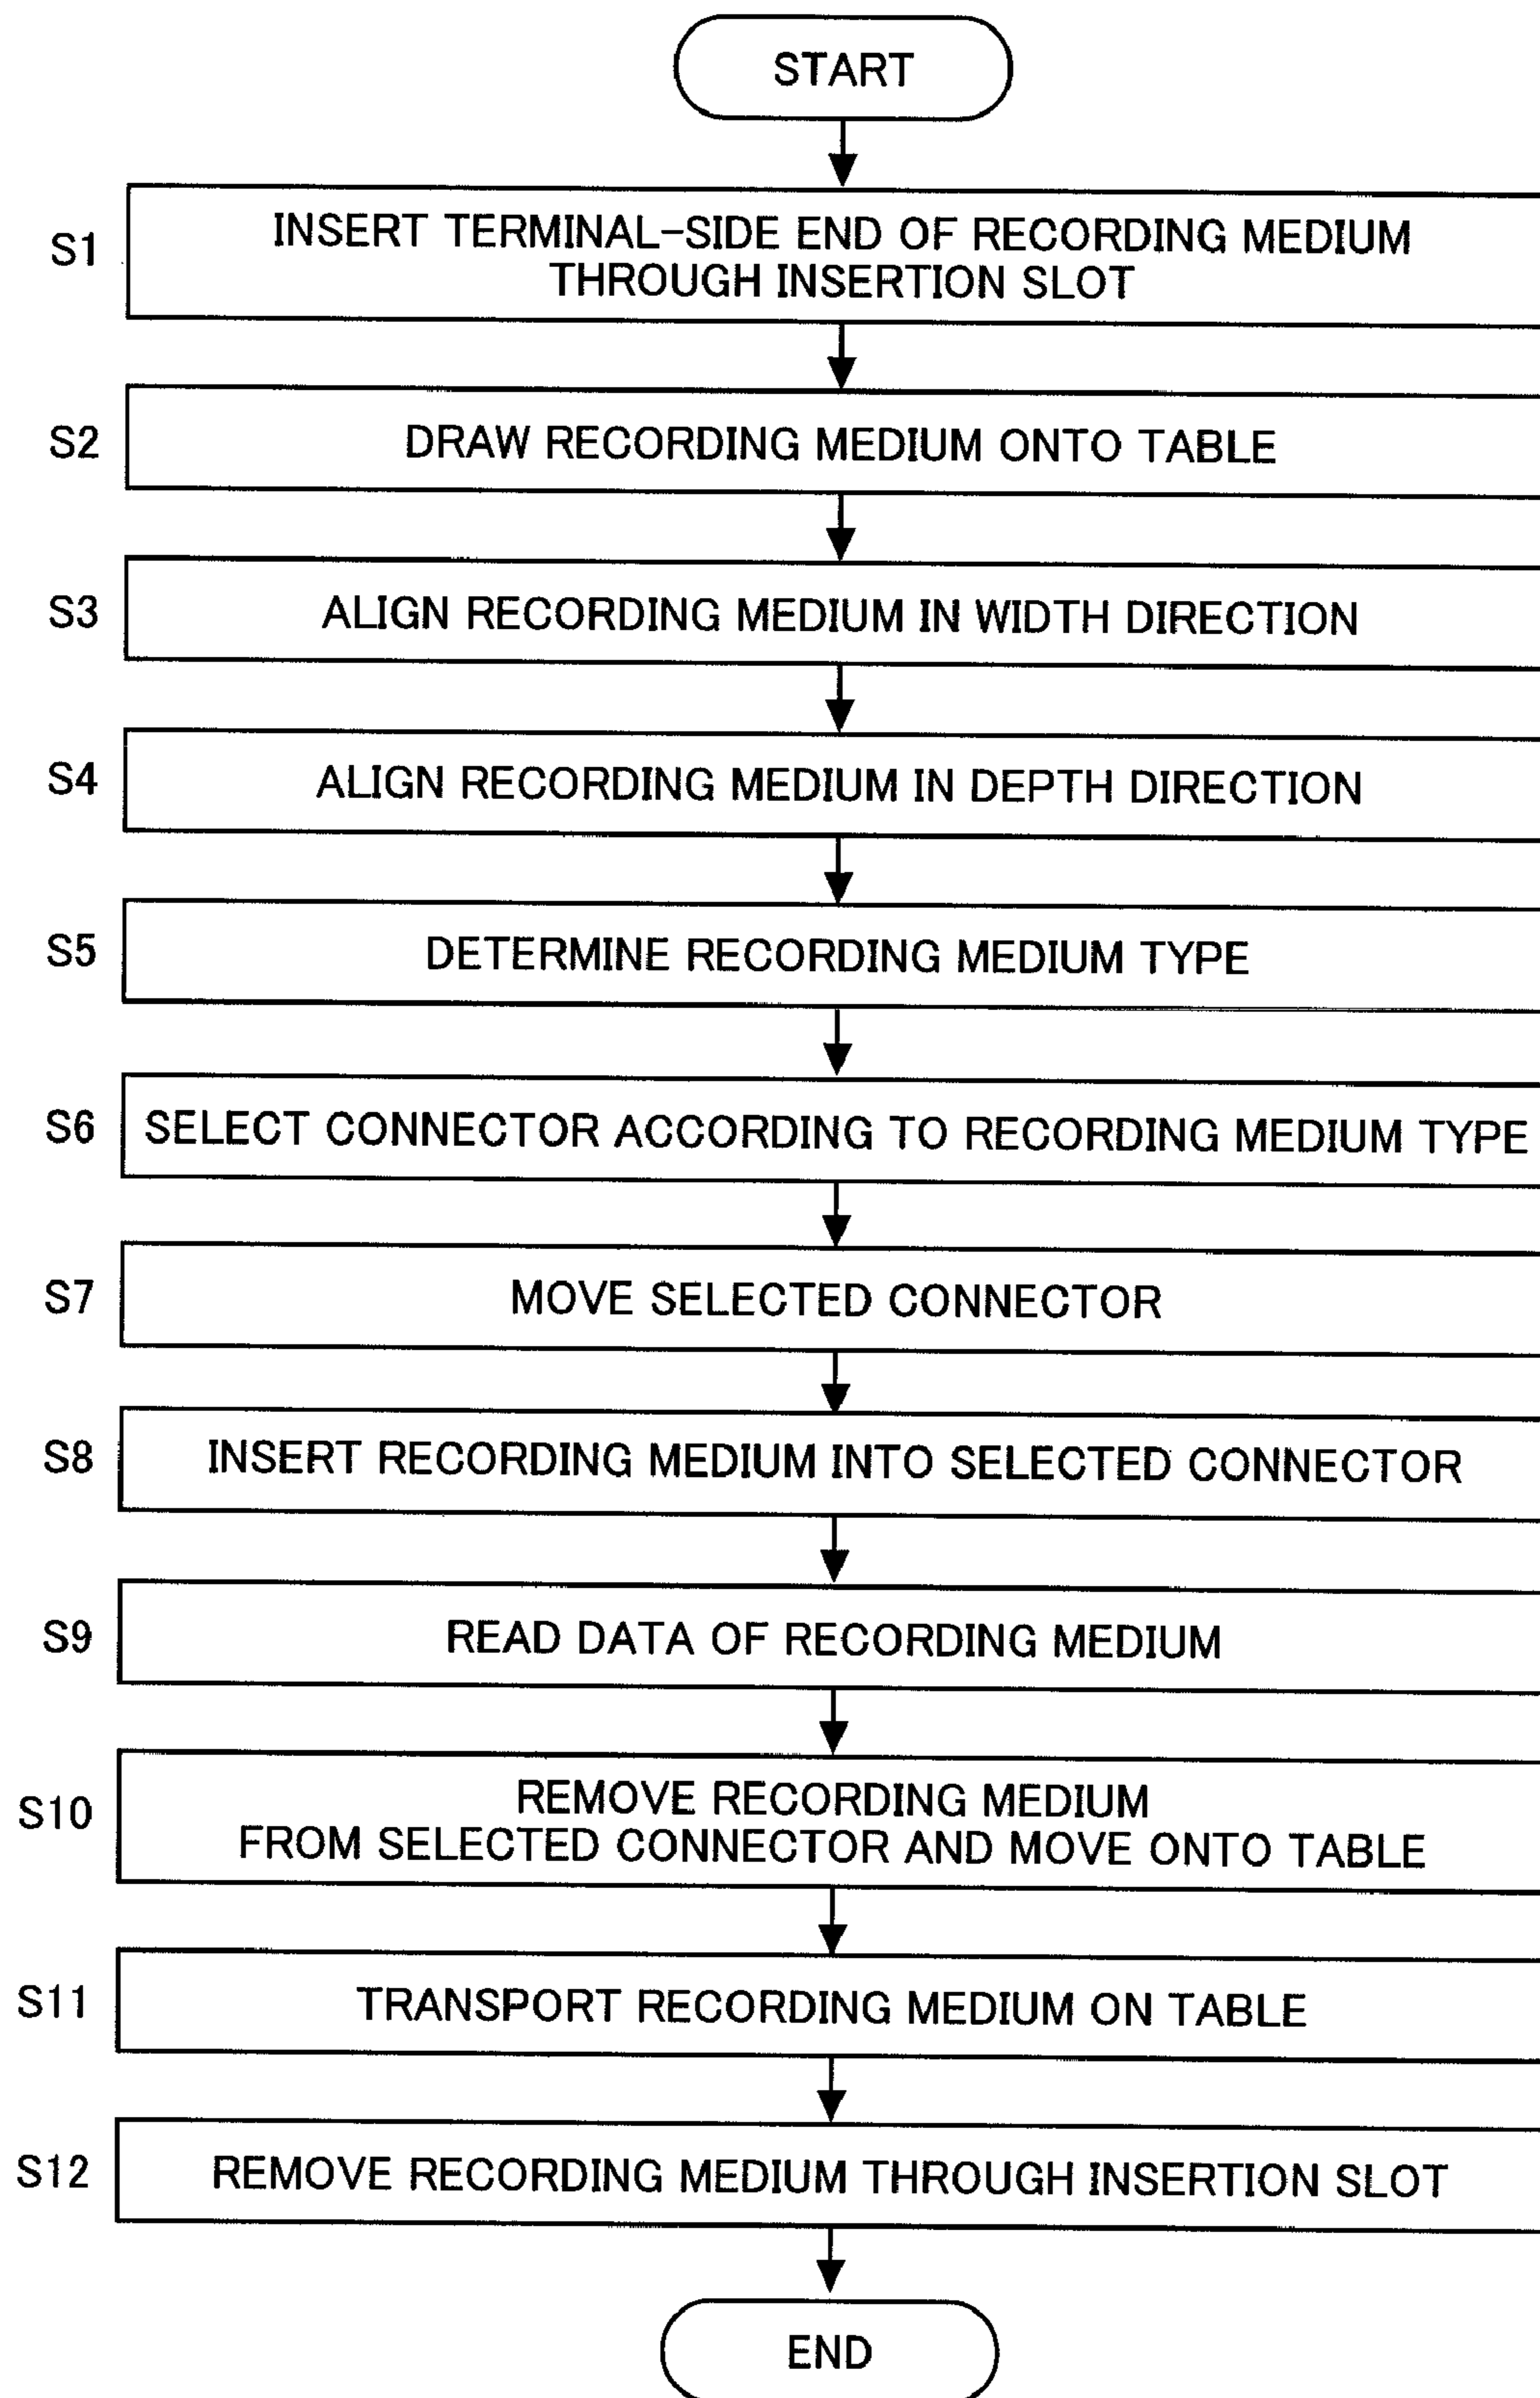 START
S1
INSERT TERMINAL-SIDE END OF RECORDING MEDIUM
THROUGH INSERTION SLOT
S2
DRAW RECORDING MEDIUM ONTO TABLE
S3
ALIGN RECORDING MEDIUM IN WIDTH DIRECTION
S4
ALIGN RECORDING MEDIUM IN DEPTH DIRECTION
S5
DETERMINE RECORDING MEDIUM TYPE
S6
SELECT CONNECTOR ACCORDING TO RECORDING MEDIUM TYPE
S7
MOVE SELECTED CONNECTOR
S8
INSERT RECORDING MEDIUM INTO SELECTED CONNECTOR
S9
READ DATA OF RECORDING MEDIUM
S10
REMOVE RECORDING MEDIUM
FROM SELECTED CONNECTOR AND MOVE ONTO TABLE
S11
TRANSPORT RECORDING MEDIUM ON TABLE
S12
REMOVE RECORDING MEDIUM THROUGH INSERTION SLOT
END